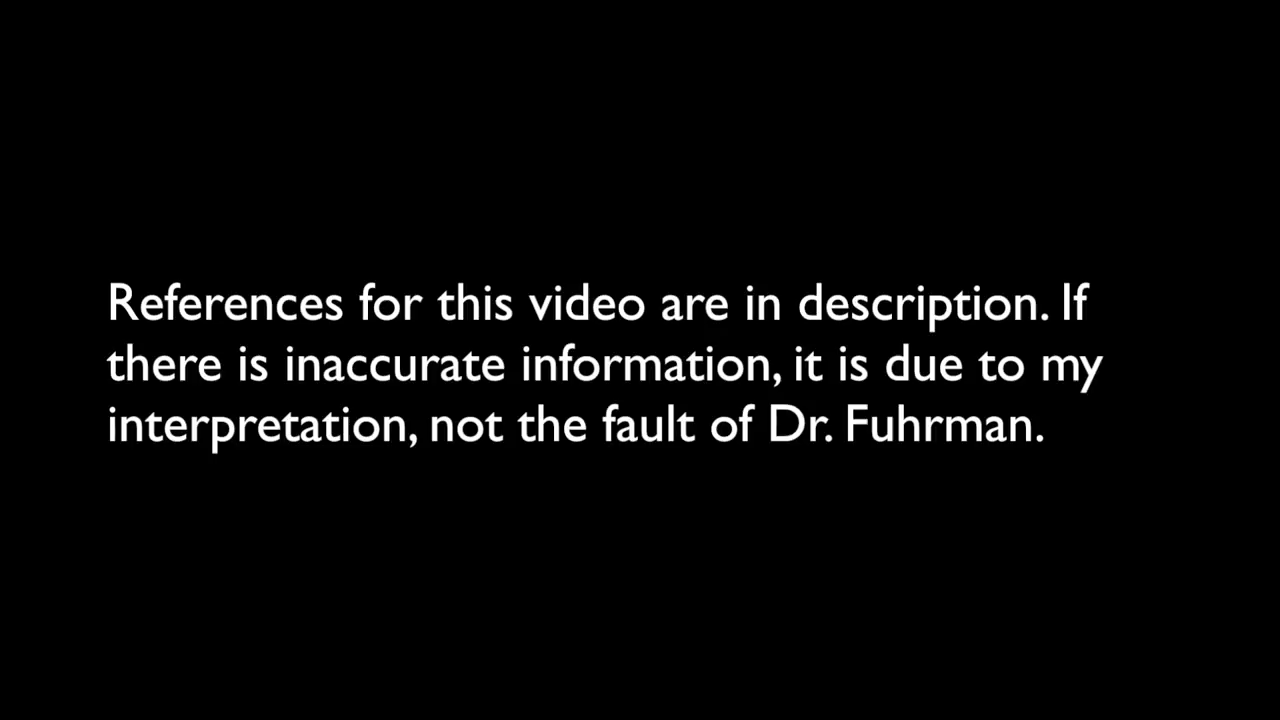 References for this video are in description. If
there is inaccurate information, it is due to my
interpretation, not the fault of Dr. Fuhrman.